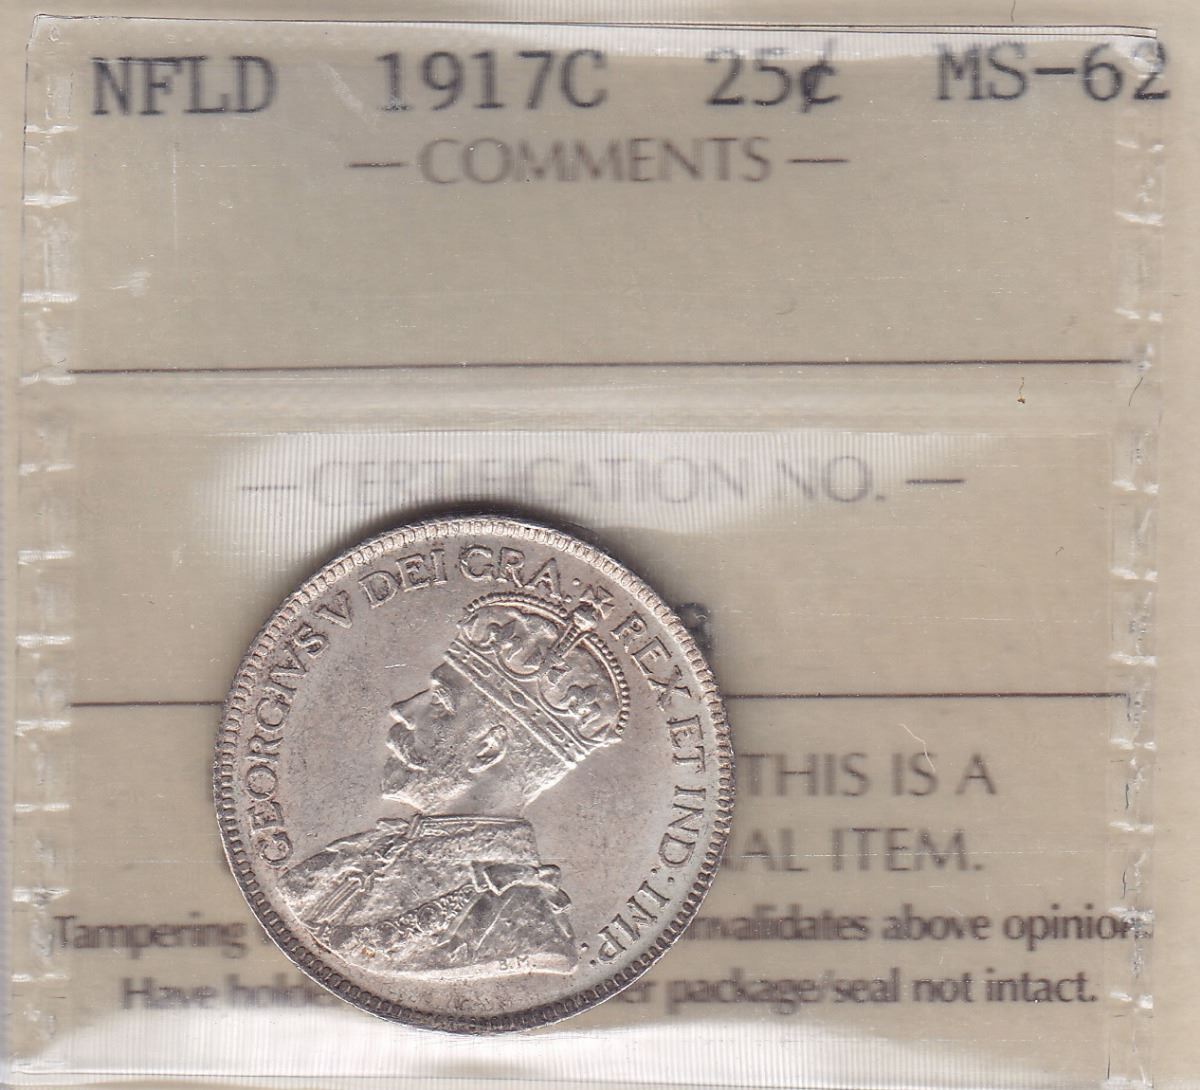 NFLD 1917C 25¢ MS-62
— COMMENTS —
— CERTIFICATION NO. —
GEORGIVS V DEI GRA: REX ET IND: IMP:
B.M.
THIS IS A
AL ITEM.
Tampering invalidates above opinion.
Have holde er package/seal not intact.